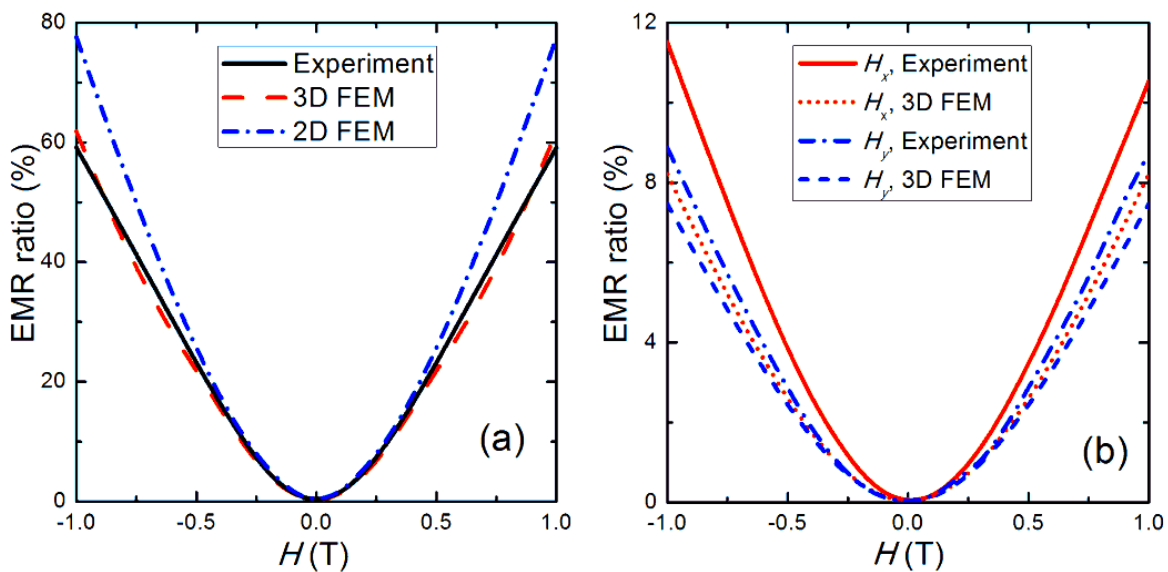 80
60
40
20
0
-1.0
-0.5
0.0
0.5
1.0
EMR ratio (%)
H (T)
Experiment
3D FEM
2D FEM
(a)
12
8
4
0
-1.0
-0.5
0.0
0.5
1.0
EMR ratio (%)
H (T)
Hx, Experiment
Hx, 3D FEM
Hy, Experiment
Hy, 3D FEM
(b)